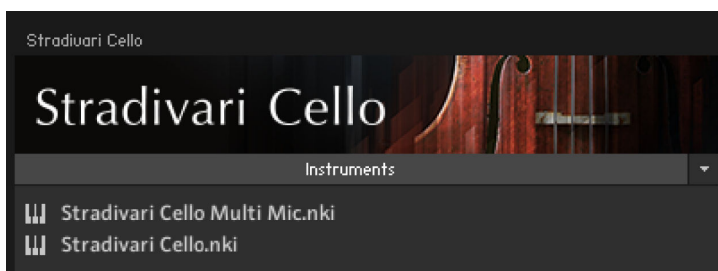 Stradivari Cello
Stradivari Cello
Instruments
Stradivari Cello Multi Mic.nki
Stradivari Cello.nki